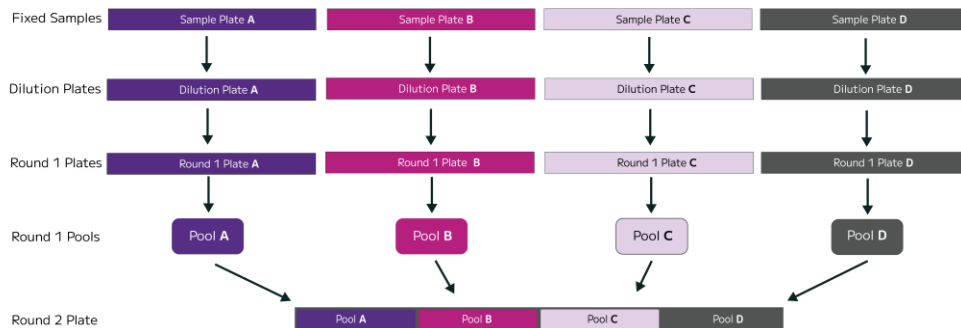 Fixed Samples
Sample Plate A
Sample Plate B
Sample Plate C
Sample Plate D
Dilution Plates
Dilution Plate A
Dilution Plate B
Dilution Plate C
Dilution Plate D
Round 1 Plates
Round 1 Plate A
Round 1 Plate B
Round 1 Plate C
Round 1 Plate D
Round 1 Pools
Pool A
Pool B
Pool C
Pool D
Round 2 Plate
Pool A
Pool B
Pool C
Pool D